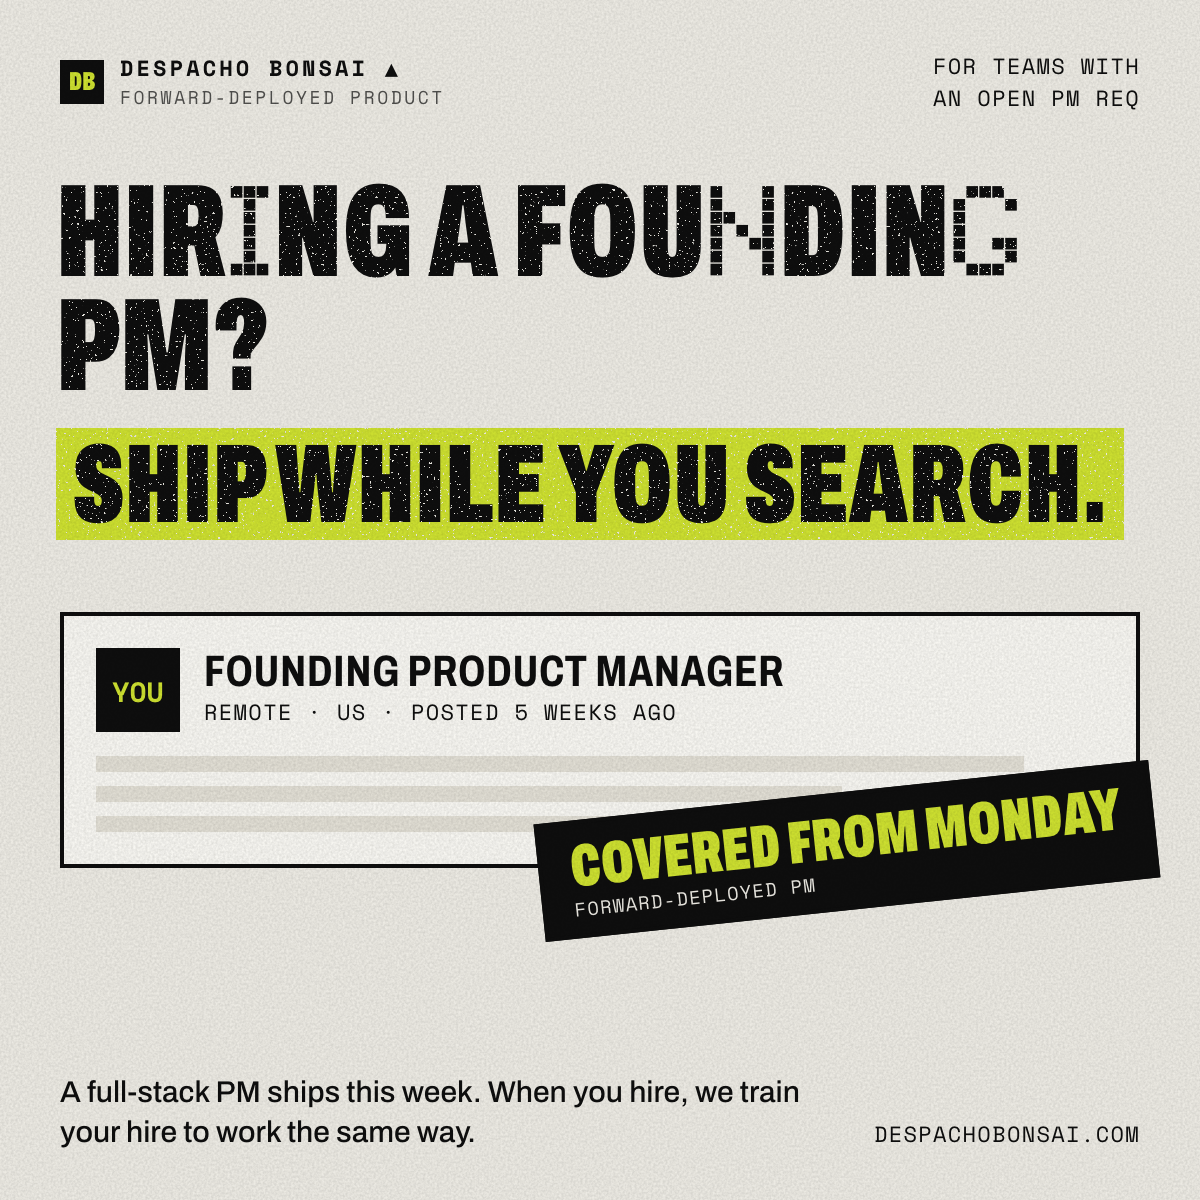 DB
DESPACHO BONSAI ▲
FORWARD-DEPLOYED PRODUCT
FOR TEAMS WITH
AN OPEN PM REQ
HIRING A FOUNDING
PM?
SHIP WHILE YOU SEARCH.
YOU
FOUNDING PRODUCT MANAGER
REMOTE · US · POSTED 5 WEEKS AGO
COVERED FROM MONDAY
FORWARD-DEPLOYED PM
A full-stack PM ships this week. When you hire, we train
your hire to work the same way.
DESPACHOBONSAI.COM